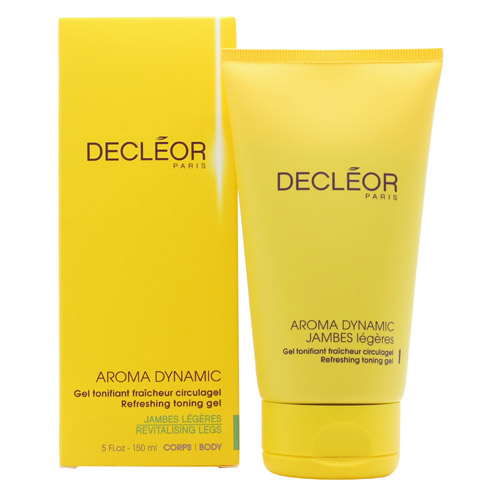 DECLÉOR
PARIS
AROMA DYNAMIC
Gel tonifiant fraîcheur circulagel
Refreshing toning gel
JAMBES LÉGÈRES
REVITALISING LEGS
5 Fl.oz - 150 ml CORPS | BODY
DECLÉOR
PARIS
AROMA DYNAMIC
JAMBES légères
Gel tonifiant fraîcheur circulagel
Refreshing toning gel